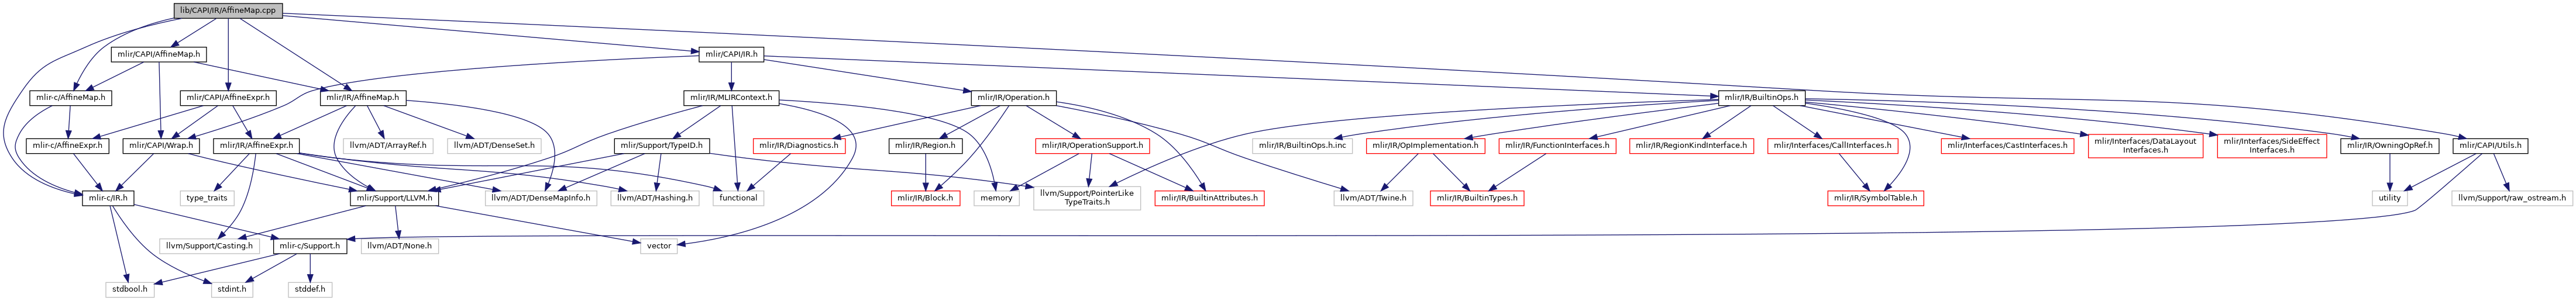 lib/CAPI/IR/AffineMap.cpp
mlir/CAPI/AffineMap.h
mlir/CAPI/IR.h
mlir-c/AffineMap.h
mlir/CAPI/AffineExpr.h
mlir/IR/AffineMap.h
mlir/IR/MLIRContext.h
mlir/IR/Operation.h
mlir/IR/BuiltinOps.h
mlir-c/AffineExpr.h
mlir/CAPI/Wrap.h
mlir/IR/AffineExpr.h
llvm/ADT/ArrayRef.h
llvm/ADT/DenseSet.h
mlir/Support/TypeID.h
mlir/IR/Diagnostics.h
mlir/IR/Region.h
mlir/IR/OperationSupport.h
mlir/IR/BuiltinOps.h.inc
mlir/IR/OpImplementation.h
mlir/IR/FunctionInterfaces.h
mlir/IR/RegionKindInterface.h
mlir/Interfaces/CallInterfaces.h
mlir/Interfaces/CastInterfaces.h
mlir/Interfaces/DataLayout
Interfaces.h
mlir/Interfaces/SideEffect
Interfaces.h
mlir/IR/OwningOpRef.h
mlir/CAPI/Utils.h
mlir-c/IR.h
type_traits
mlir/Support/LLVM.h
llvm/ADT/DenseMapInfo.h
llvm/ADT/Hashing.h
functional
mlir/IR/Block.h
memory
llvm/Support/PointerLike
TypeTraits.h
mlir/IR/BuiltinAttributes.h
llvm/ADT/Twine.h
mlir/IR/BuiltinTypes.h
mlir/IR/SymbolTable.h
utility
llvm/Support/raw_ostream.h
llvm/Support/Casting.h
mlir-c/Support.h
llvm/ADT/None.h
vector
stdbool.h
stdint.h
stddef.h